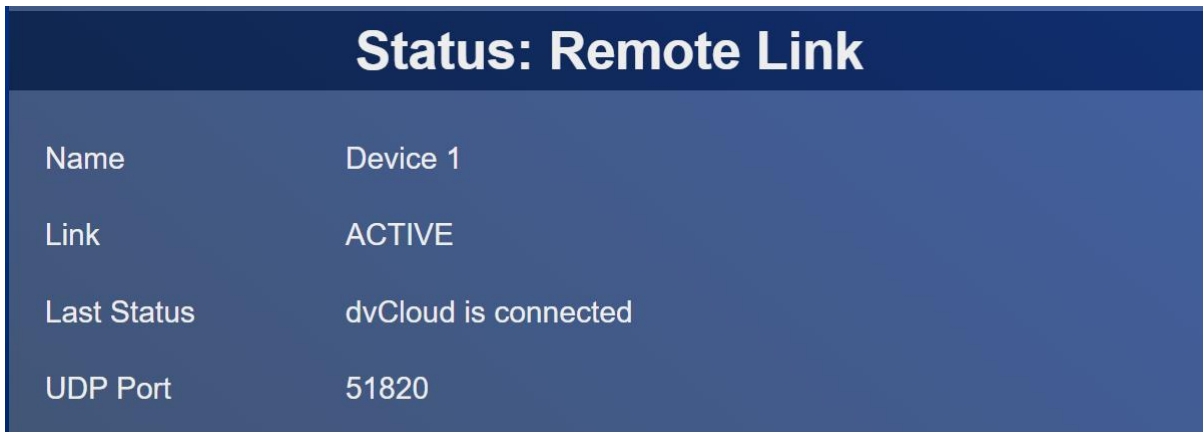 Status: Remote Link
Name Device 1
Link ACTIVE
Last Status dvCloud is connected
UDP Port 51820